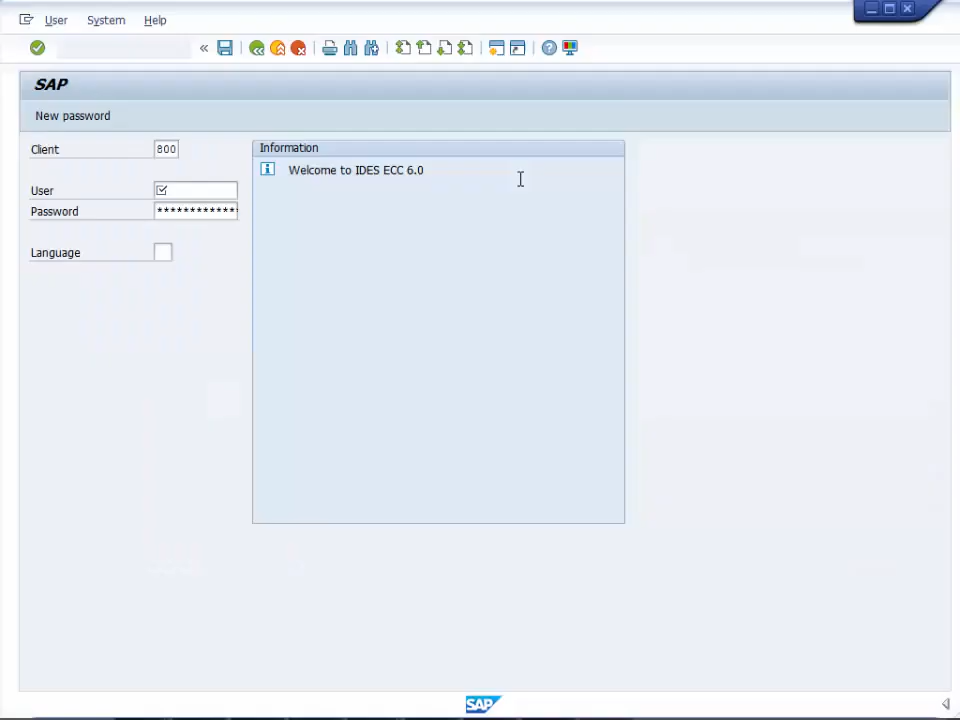 User System Help
«
SAP
New password
Client 800
User
Password *************
Language
Information
Welcome to IDES ECC 6.0
SAP